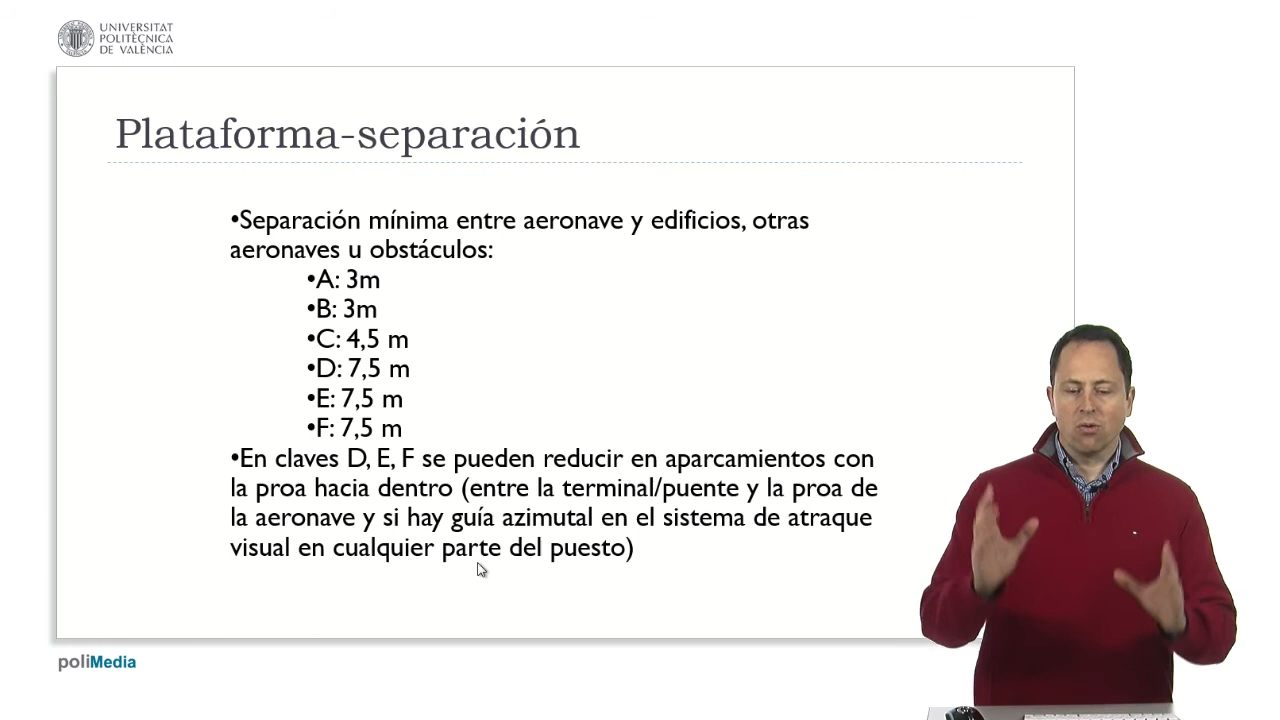 UNIVERSITAT
POLITÈCNICA
DE VALÈNCIA
Plataforma-separación
•Separación mínima entre aeronave y edificios, otras
aeronaves u obstáculos:
•A: 3m
•B: 3m
•C: 4,5 m
•D: 7,5 m
•E: 7,5 m
•F: 7,5 m
•En claves D, E, F se pueden reducir en aparcamientos con
la proa hacia dentro (entre la terminal/puente y la proa de
la aeronave y si hay guía azimutal en el sistema de atraque
visual en cualquier parte del puesto)
poliMedia